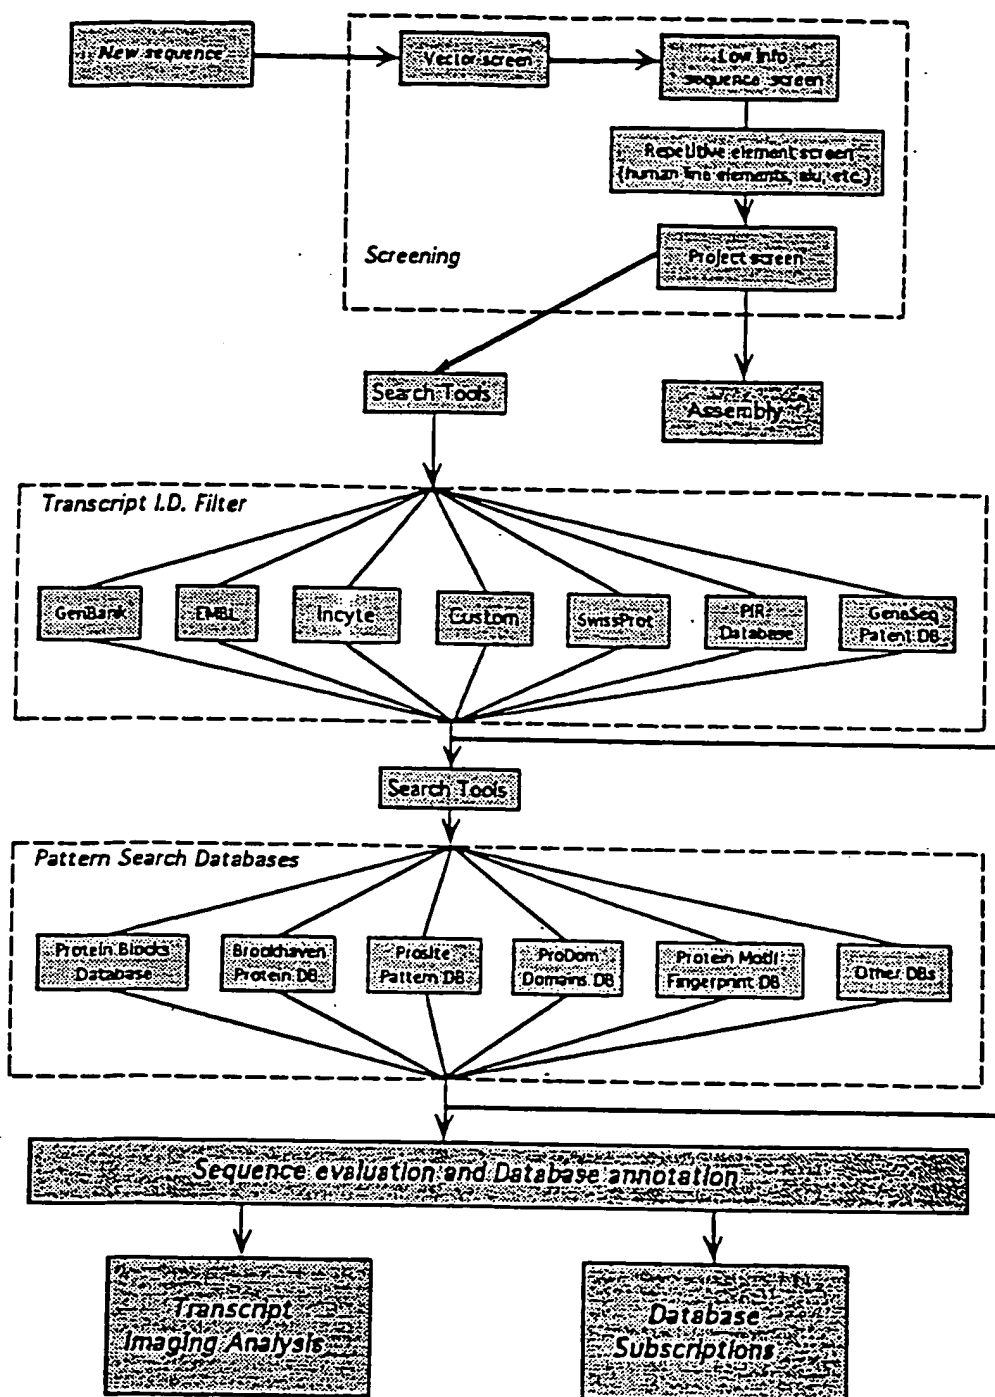 New sequence
Vector screen
Low info
sequence screen
Repetitive element screen
(human line elements, alu, etc.)
Screening
Project screen
Search Tools
Assembly
Transcript I.D. Filter
GenBank
EMBL
Incyte
Custom
SwissProt
PIR
Database
GeneSeq
Patent DB
Search Tools
Pattern Search Databases
Protein Blocks
Database
Brookhaven
Protein DB
Prosite
Pattern DB
ProDom
Domains DB
Protein Motif
Fingerprint DB
Other DBs
Sequence evaluation and Database annotation
Transcript
Imaging Analysis
Database
Subscriptions